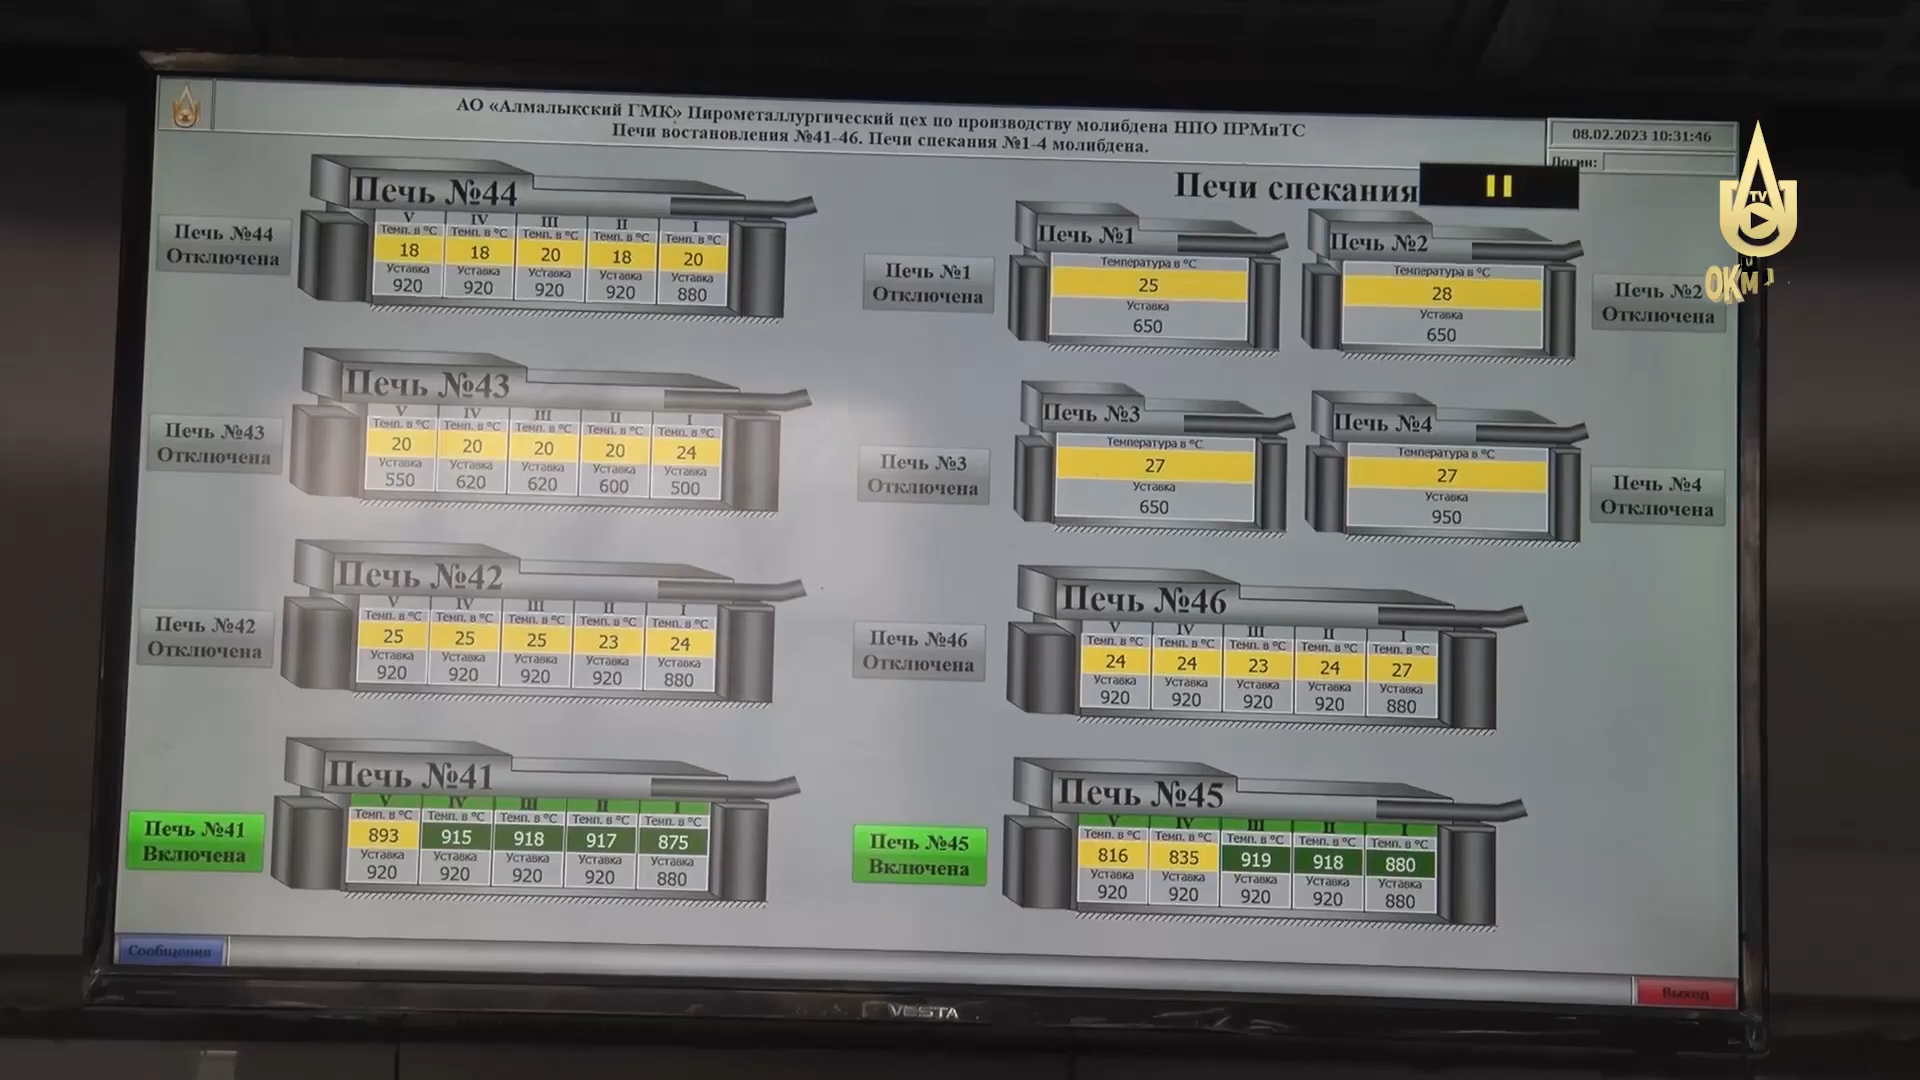 АО «Алмалыкский ГМК» Пирометаллургический цех по производству молибдена НПО ПРМиТС
Печи востановления №41-46. Печи спекания №1-4 молибдена.
08.02.2023 10:31:46
Логин:
TV
Печь №44
Отключена
Печь №44
V IV III II I
Темп. в °C Темп. в °C Темп. в °C Темп. в °C Темп. в °C
18 18 20 18 20
Уставка Уставка Уставка Уставка Уставка
920 920 920 920 880
Печь №43
Отключена
Печь №43
V IV III II I
Темп. в °C Темп. в °C Темп. в °C Темп. в °C Темп. в °C
20 20 20 20 24
Уставка Уставка Уставка Уставка Уставка
550 620 620 600 500
Печь №42
Отключена
Печь №42
V IV III II I
Темп. в °C Темп. в °C Темп. в °C Темп. в °C Темп. в °C
25 25 25 23 24
Уставка Уставка Уставка Уставка Уставка
920 920 920 920 880
Печь №41
Включена
Печь №41
V IV III II I
Темп. в °C Темп. в °C Темп. в °C Темп. в °C Темп. в °C
893 915 918 917 875
Уставка Уставка Уставка Уставка Уставка
920 920 920 920 880
Печи спекания
Печь №1
Отключена
Печь №1
Температура в °C
25
Уставка
650
Печь №2
Температура в °C
28
Уставка
650
Печь №2
Отключена
Печь №3
Отключена
Печь №3
Температура в °C
27
Уставка
650
Печь №4
Температура в °C
27
Уставка
950
Печь №4
Отключена
Печь №46
Отключена
Печь №46
V IV III II I
Темп. в °C Темп. в °C Темп. в °C Темп. в °C Темп. в °C
24 24 23 24 27
Уставка Уставка Уставка Уставка Уставка
920 920 920 920 880
Печь №45
Включена
Печь №45
V IV III II I
Темп. в °C Темп. в °C Темп. в °C Темп. в °C Темп. в °C
816 835 919 918 880
Уставка Уставка Уставка Уставка Уставка
920 920 920 920 880
Сообщения
Выход
VESTA